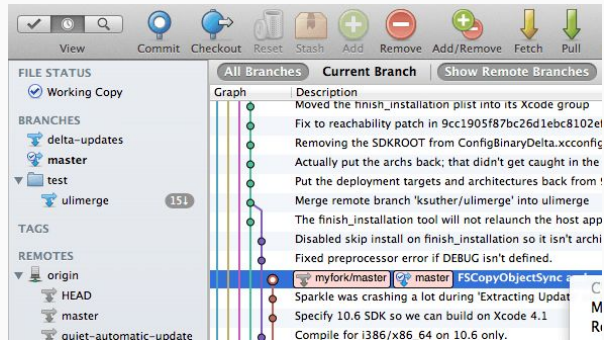 View Commit Checkout Reset Stash Add Remove Add/Remove Fetch Pull
FILE STATUS
Working Copy
BRANCHES
delta-updates
master
test
ulimerge 151↓
TAGS
REMOTES
origin
HEAD
master
quiet-automatic-update
All Branches Current Branch Show Remote Branches
Graph Description
Moved the finish_installation plist into its Xcode group
Fix to reachability patch in 9cc1905f87bc26d1ebc8102ef
Removing the SDKROOT from ConfigBinaryDelta.xcconfig
Actually put the archs back; that didn't get caught in the
Put the deployment targets and architectures back from
Merge remote branch 'ksuther/ulimerge' into ulimerge
The finish_installation tool will not relaunch the host app
Disabled skip install on finish_installation so it isn't archi
Fixed preprocessor error if DEBUG isn't defined.
myfork/master master FSCopyObjectSync
Sparkle was crashing a lot during 'Extracting Updat
Specify 10.6 SDK so we can build on Xcode 4.1
Compile for i386/x86_64 on 10.6 only.